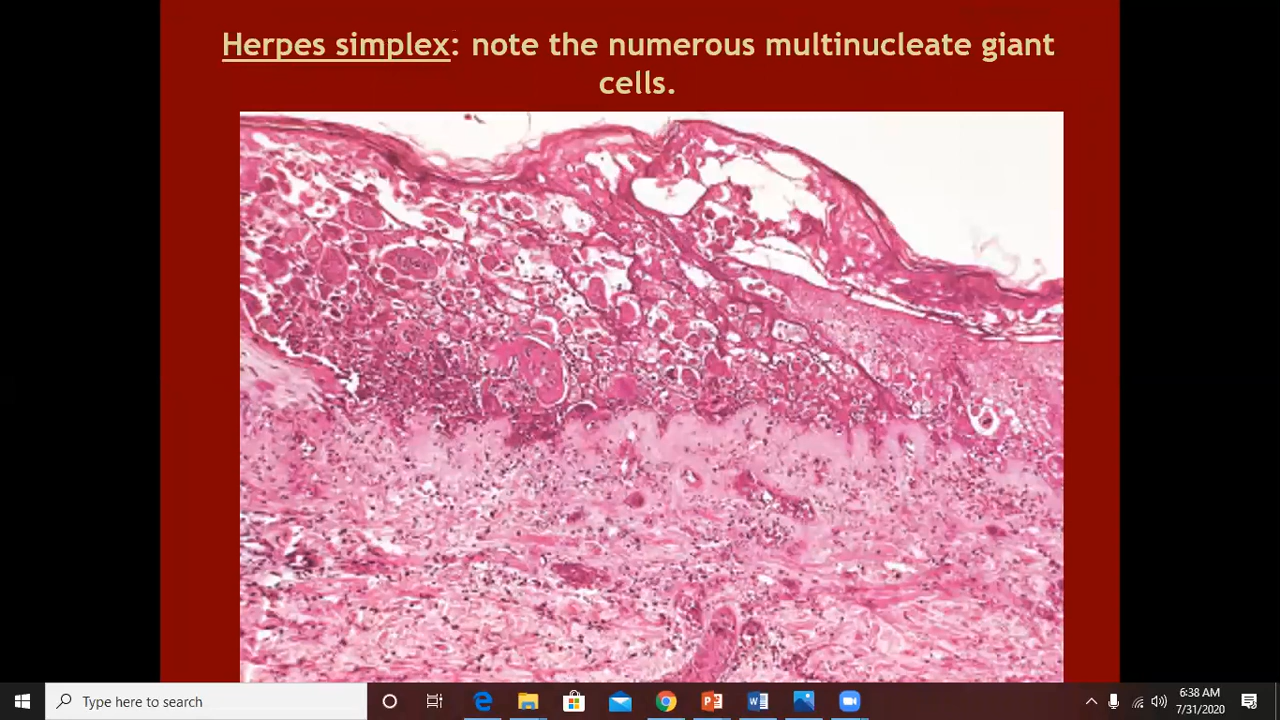 Herpes simplex: note the numerous multinucleate giant
cells.
Type here to search
6:38 AM
7/31/2020